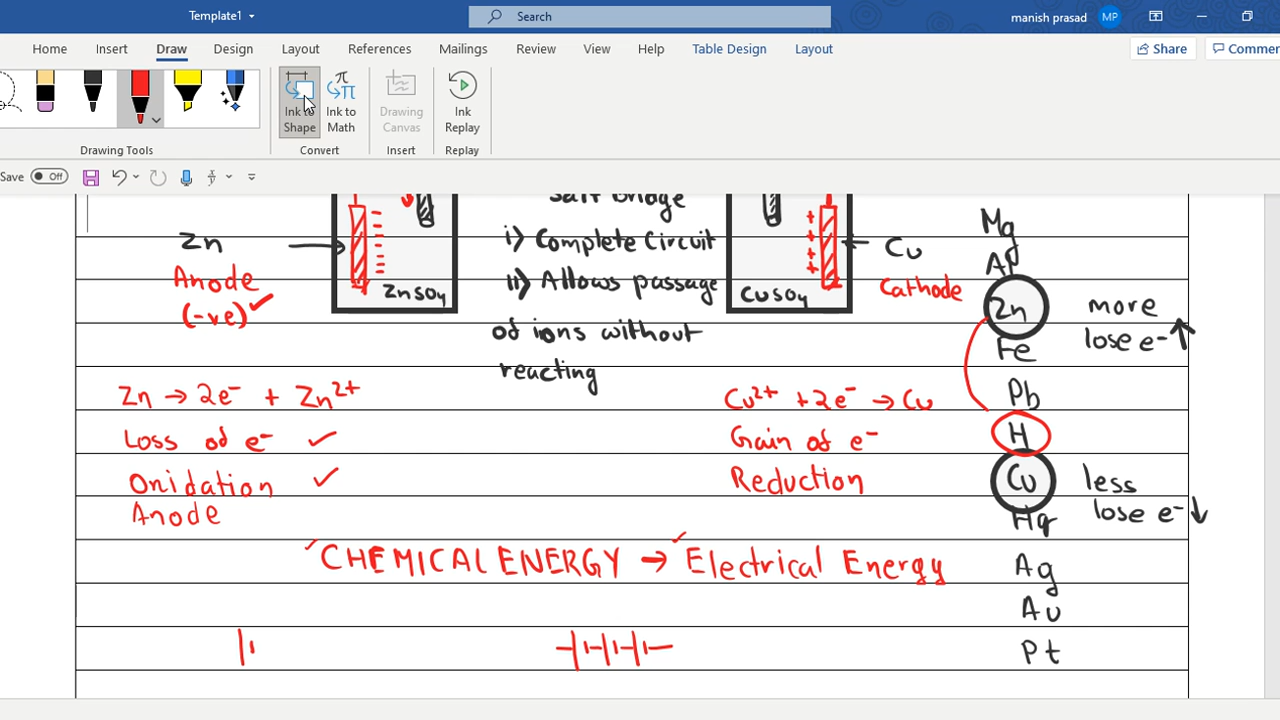 Template1
Search
manish prasad MP
Home Insert Draw Design Layout References Mailings Review View Help Table Design Layout Share Commer
Ink to Shape
Ink to Math
Drawing Canvas
Ink Replay
Drawing Tools Convert Insert Replay
Save Off
Salt Bridge
Zn
Anode
(-ve)
ZnSO4
i) Complete Circuit
ii) Allows passage
of ions without
reacting
CuSO4
Cu
Cathode
Mg
Al
Zn more
lose e-
Fe
Pb
H
Cu less
lose e-
Hg
Ag
Au
Pt
Zn → 2e- + Zn2+
Loss of e-
Onidation
Anode
Cu2+ + 2e- → Cu
Gain of e-
Reduction
CHEMICAL ENERGY → Electrical Energy